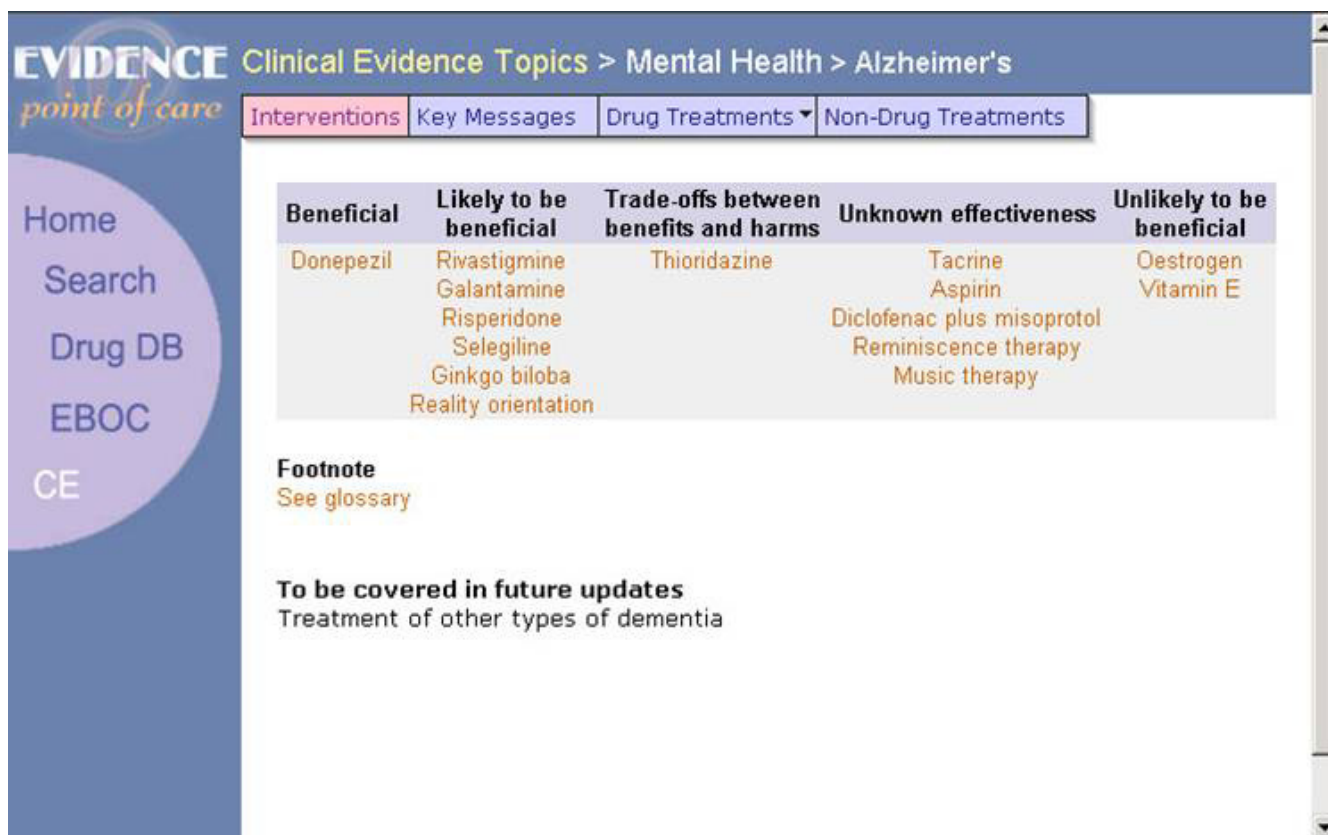 EVIDENCE
point of care
Clinical Evidence Topics > Mental Health > Alzheimer's
Interventions Key Messages Drug Treatments Non-Drug Treatments
Home
Search
Drug DB
EBOC
CE
Beneficial
Likely to be
beneficial
Trade-offs between
benefits and harms
Unknown effectiveness
Unlikely to be
beneficial
Donepezil Rivastigmine Thioridazine Tacrine Oestrogen
Galantamine Aspirin Vitamin E
Risperidone Diclofenac plus misoprotol
Selegiline Reminiscence therapy
Ginkgo biloba Music therapy
Reality orientation
Footnote
See glossary
To be covered in future updates
Treatment of other types of dementia